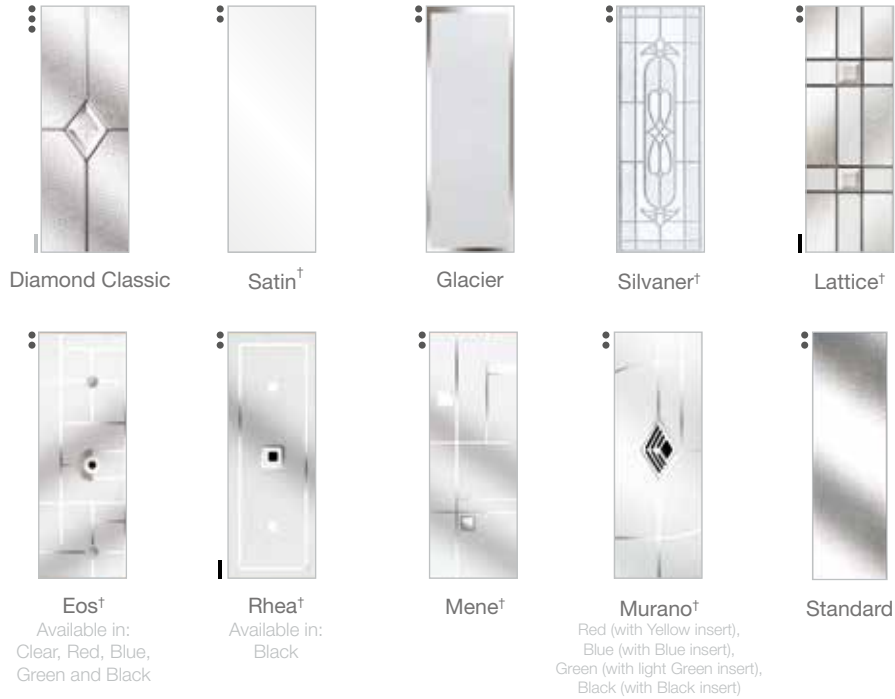 Diamond Classic
Satin†
Glacier
Silvaner†
Lattice†
Eos†
Available in:
Clear, Red, Blue,
Green and Black
Rhea†
Available in:
Black
Mene†
Murano†
Red (with Yellow insert),
Blue (with Blue insert),
Green (with light Green insert),
Black (with Black insert)
Standard